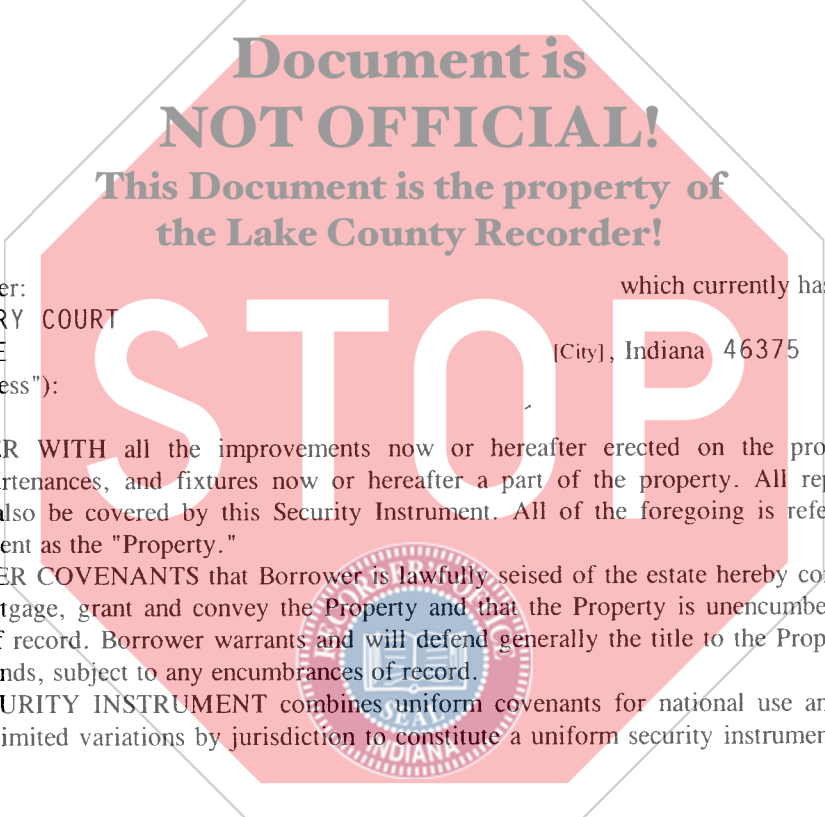 Document is
NOT OFFICIAL!
This Document is the property of
the Lake County Recorder!
er: which currently has
RY COURT
E [City], Indiana 46375
ess"):
STOP
ER WITH all the improvements now or hereafter erected on the pro
rtenances, and fixtures now or hereafter a part of the property. All rep
also be covered by this Security Instrument. All of the foregoing is refe
ent as the "Property."
ER COVENANTS that Borrower is lawfully seised of the estate hereby co
tgage, grant and convey the Property and that the Property is unencumbe
f record. Borrower warrants and will defend generally the title to the Prop
nds, subject to any encumbrances of record.
URITY INSTRUMENT combines uniform covenants for national use an
imited variations by jurisdiction to constitute a uniform security instrumen
SEAL
INDIANA